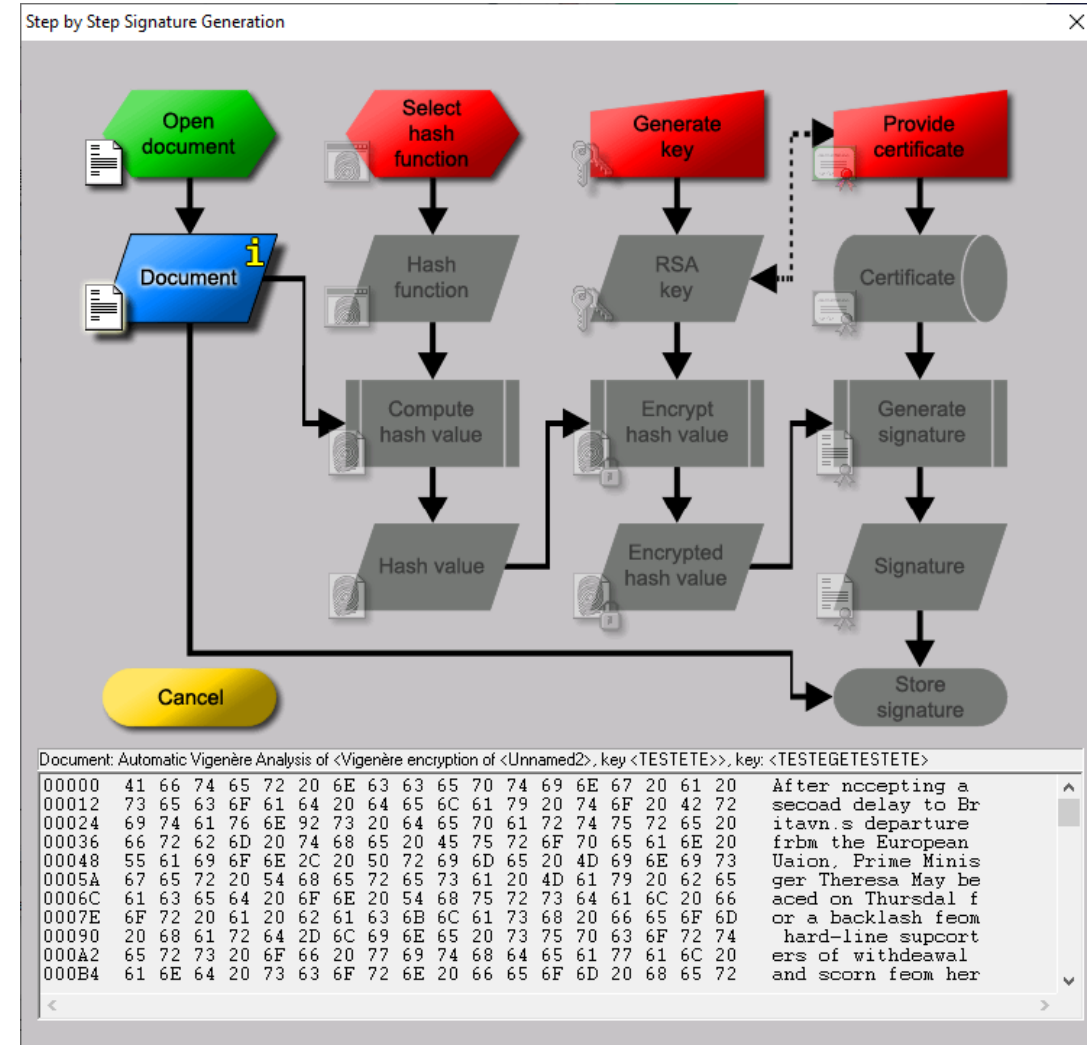 Step by Step Signature Generation
Open
document
Select
hash
function
Generate
key
Provide
certificate
Document
i
Hash
function
RSA
key
Certificate
Compute
hash value
Encrypt
hash value
Generate
signature
Hash value
Encrypted
hash value
Signature
Cancel
Store
signature
Document: Automatic Vigenère Analysis of <Vigenère encryption of <Unnamed2>, key <TESTETE>>, key: <TESTEGETESTETE>
00000 41 66 74 65 72 20 6E 63 63 65 70 74 69 6E 67 20 61 20 After nccepting a
00012 73 65 63 6F 61 64 20 64 65 6C 61 79 20 74 6F 20 42 72 secoad delay to Br
00024 69 74 61 76 6E 92 73 20 64 65 70 61 72 74 75 72 65 20 itavn.s departure
00036 66 72 62 6D 20 74 68 65 20 45 75 72 6F 70 65 61 6E 20 frbm the European
00048 55 61 69 6F 6E 2C 20 50 72 69 6D 65 20 4D 69 6E 69 73 Uaion, Prime Minis
0005A 67 65 72 20 54 68 65 72 65 73 61 20 4D 61 79 20 62 65 ger Theresa May be
0006C 61 63 65 64 20 6F 6E 20 54 68 75 72 73 64 61 6C 20 66 aced on Thursdal f
0007E 6F 72 20 61 20 62 61 63 6B 6C 61 73 68 20 66 65 6F 6D or a backlash feom
00090 20 68 61 72 64 2D 6C 69 6E 65 20 73 75 70 63 6F 72 74 hard-line supcort
000A2 65 72 73 20 6F 66 20 77 69 74 68 64 65 61 77 61 6C 20 ers of withdeawal
000B4 61 6E 64 20 73 63 6F 72 6E 20 66 65 6F 6D 20 68 65 72 and scorn feom her